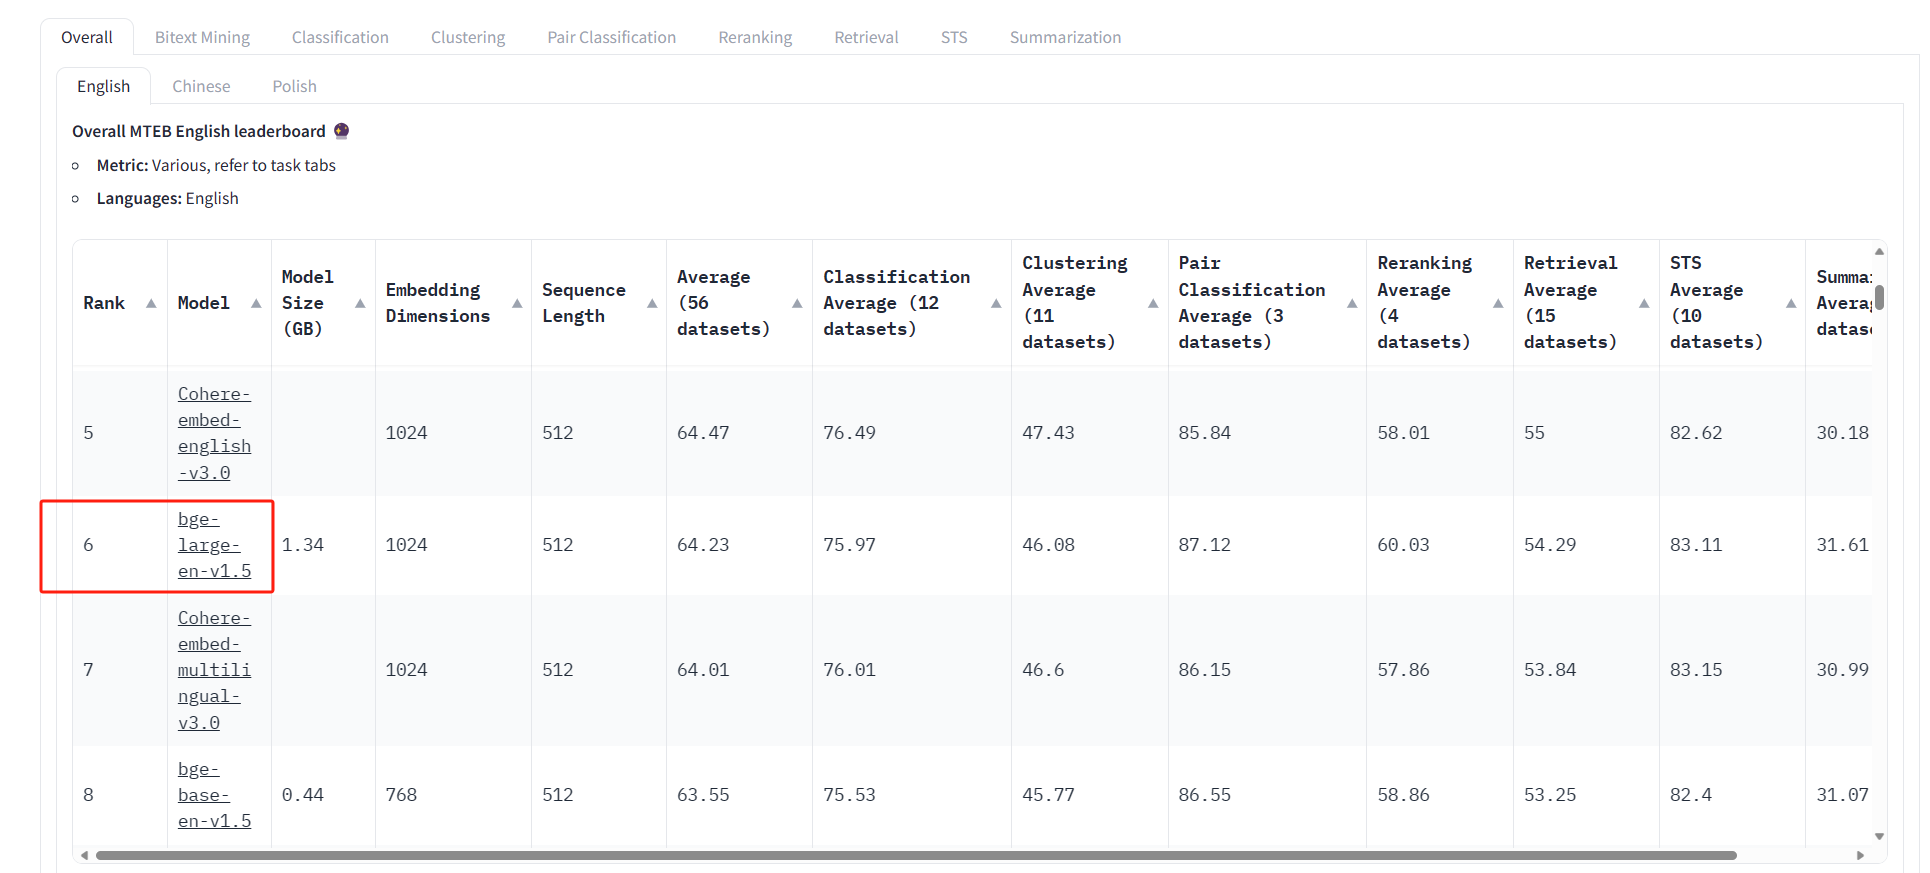 Overall Bitext Mining Classification Clustering Pair Classification Reranking Retrieval STS Summarization
English Chinese Polish
Overall MTEB English leaderboard 🔮
Metric: Various, refer to task tabs
Languages: English
Rank
Model
Model
Size
(GB)
Embedding
Dimensions
Sequence
Length
Average
(56
datasets)
Classification
Average (12
datasets)
Clustering
Average
(11
datasets)
Pair
Classification
Average (3
datasets)
Reranking
Average
(4
datasets)
Retrieval
Average
(15
datasets)
STS
Average
(10
datasets)
5
Cohere-
embed-
english
-v3.0
1024 512 64.47 76.49 47.43 85.84 58.01 55 82.62 30.18
6
bge-
large-
en-v1.5
1.34 1024 512 64.23 75.97 46.08 87.12 60.03 54.29 83.11 31.61
7
Cohere-
embed-
multili
ngual-
v3.0
1024 512 64.01 76.01 46.6 86.15 57.86 53.84 83.15 30.99
8
bge-
base-
en-v1.5
0.44 768 512 63.55 75.53 45.77 86.55 58.86 53.25 82.4 31.07